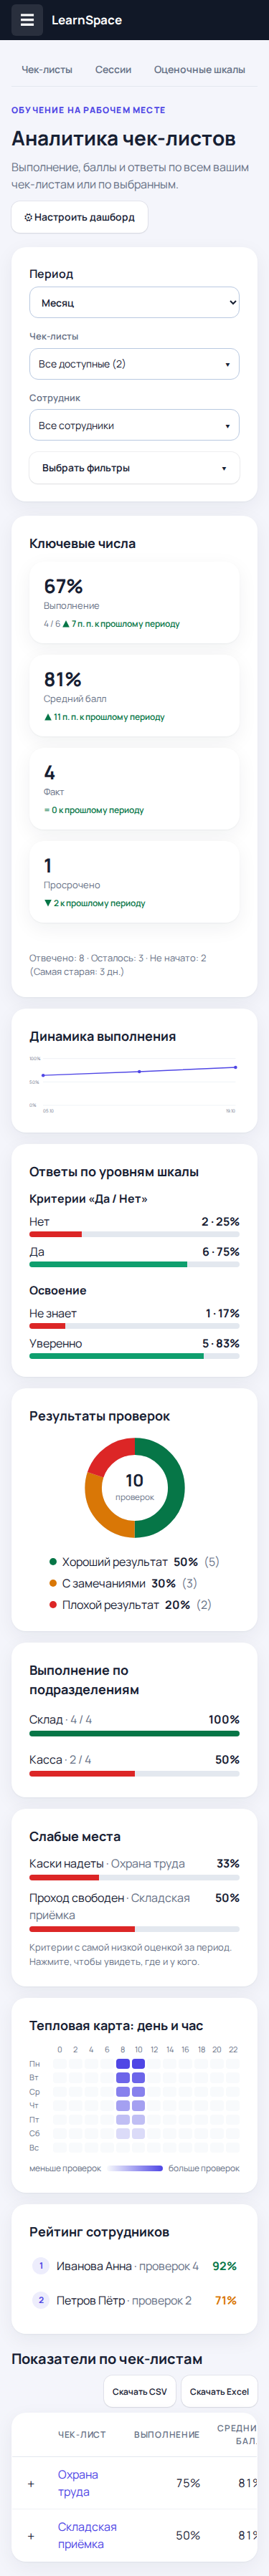 LearnSpace
Чек-листы Сессии Оценочные шкалы
ОБУЧЕНИЕ НА РАБОЧЕМ МЕСТЕ
Аналитика чек-листов
Выполнение, баллы и ответы по всем вашим
чек-листам или по выбранным.
Настроить дашборд
Период
Месяц
Чек-листы
Все доступные (2)
Сотрудник
Все сотрудники
Выбрать фильтры
Ключевые числа
67%
Выполнение
4 / 6 ▲ 7 п. п. к прошлому периоду
81%
Средний балл
▲ 11 п. п. к прошлому периоду
4
Факт
= 0 к прошлому периоду
1
Просрочено
▼ 2 к прошлому периоду
Отвечено: 8 · Осталось: 3 · Не начато: 2
(Самая старая: 3 дн.)
Динамика выполнения
100%
50%
0%
Ответы по уровням шкалы
Критерии «Да / Нет»
Нет 2 · 25%
Да 6 · 75%
Освоение
Не знает 1 · 17%
Уверенно 5 · 83%
Результаты проверок
10
проверок
Хороший результат 50% (5)
С замечаниями 30% (3)
Плохой результат 20% (2)
Выполнение по
подразделениям
Склад · 4 / 4 100%
Касса · 2 / 4 50%
Слабые места
Каски надеты · Охрана труда 33%
Проход свободен · Складская 50%
приёмка
Критерии с самой низкой оценкой за период.
Нажмите, чтобы увидеть, где и у кого.
Тепловая карта: день и час
0 2 4 6 8 10 12 14 16 18 20 22
Пн
Вт
Ср
Чт
Пт
Сб
Вс
меньше проверок больше проверок
Рейтинг сотрудников
1 Иванова Анна · проверок 4 92%
2 Петров Пётр · проверок 2 71%
Показатели по чек-листам
Скачать CSV Скачать Excel
ЧЕК-ЛИСТ ВЫПОЛНЕНИЕ СРЕДНИ
БАЛ
+ Охрана 75% 81%
труда
+ Складская 50% 81%
приёмка